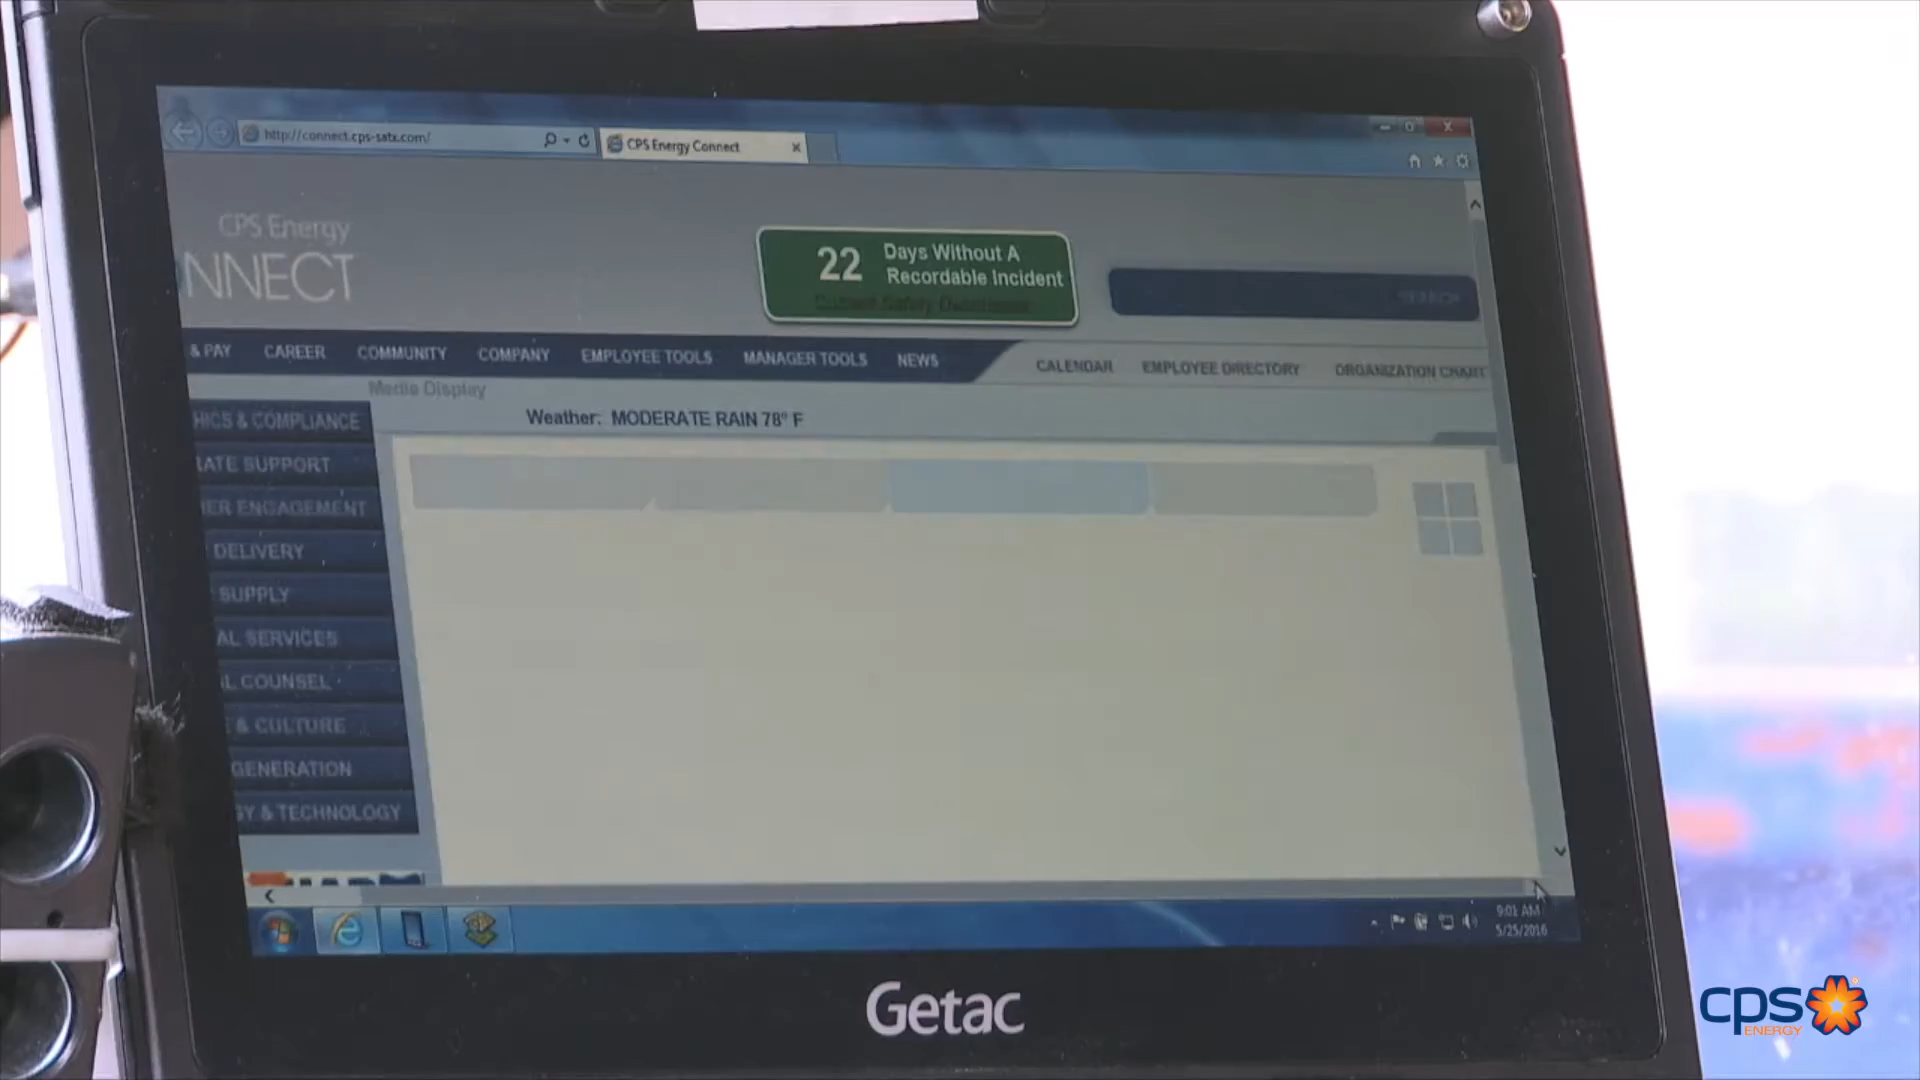 http://connect.cps-satx.com/
CPS Energy Connect
CPS Energy
NNECT
22 Days Without A
Recordable Incident
SEARCH
& PAY CAREER COMMUNITY COMPANY EMPLOYEE TOOLS MANAGER TOOLS NEWS CALENDAR EMPLOYEE DIRECTORY ORGANIZATION CHART
Media Display
Weather: MODERATE RAIN 78° F
HICS & COMPLIANCE
RATE SUPPORT
ER ENGAGEMENT
DELIVERY
SUPPLY
AL SERVICES
L COUNSEL
& CULTURE
GENERATION
GY & TECHNOLOGY
9:01 AM
5/25/2016
Getac
cps
ENERGY